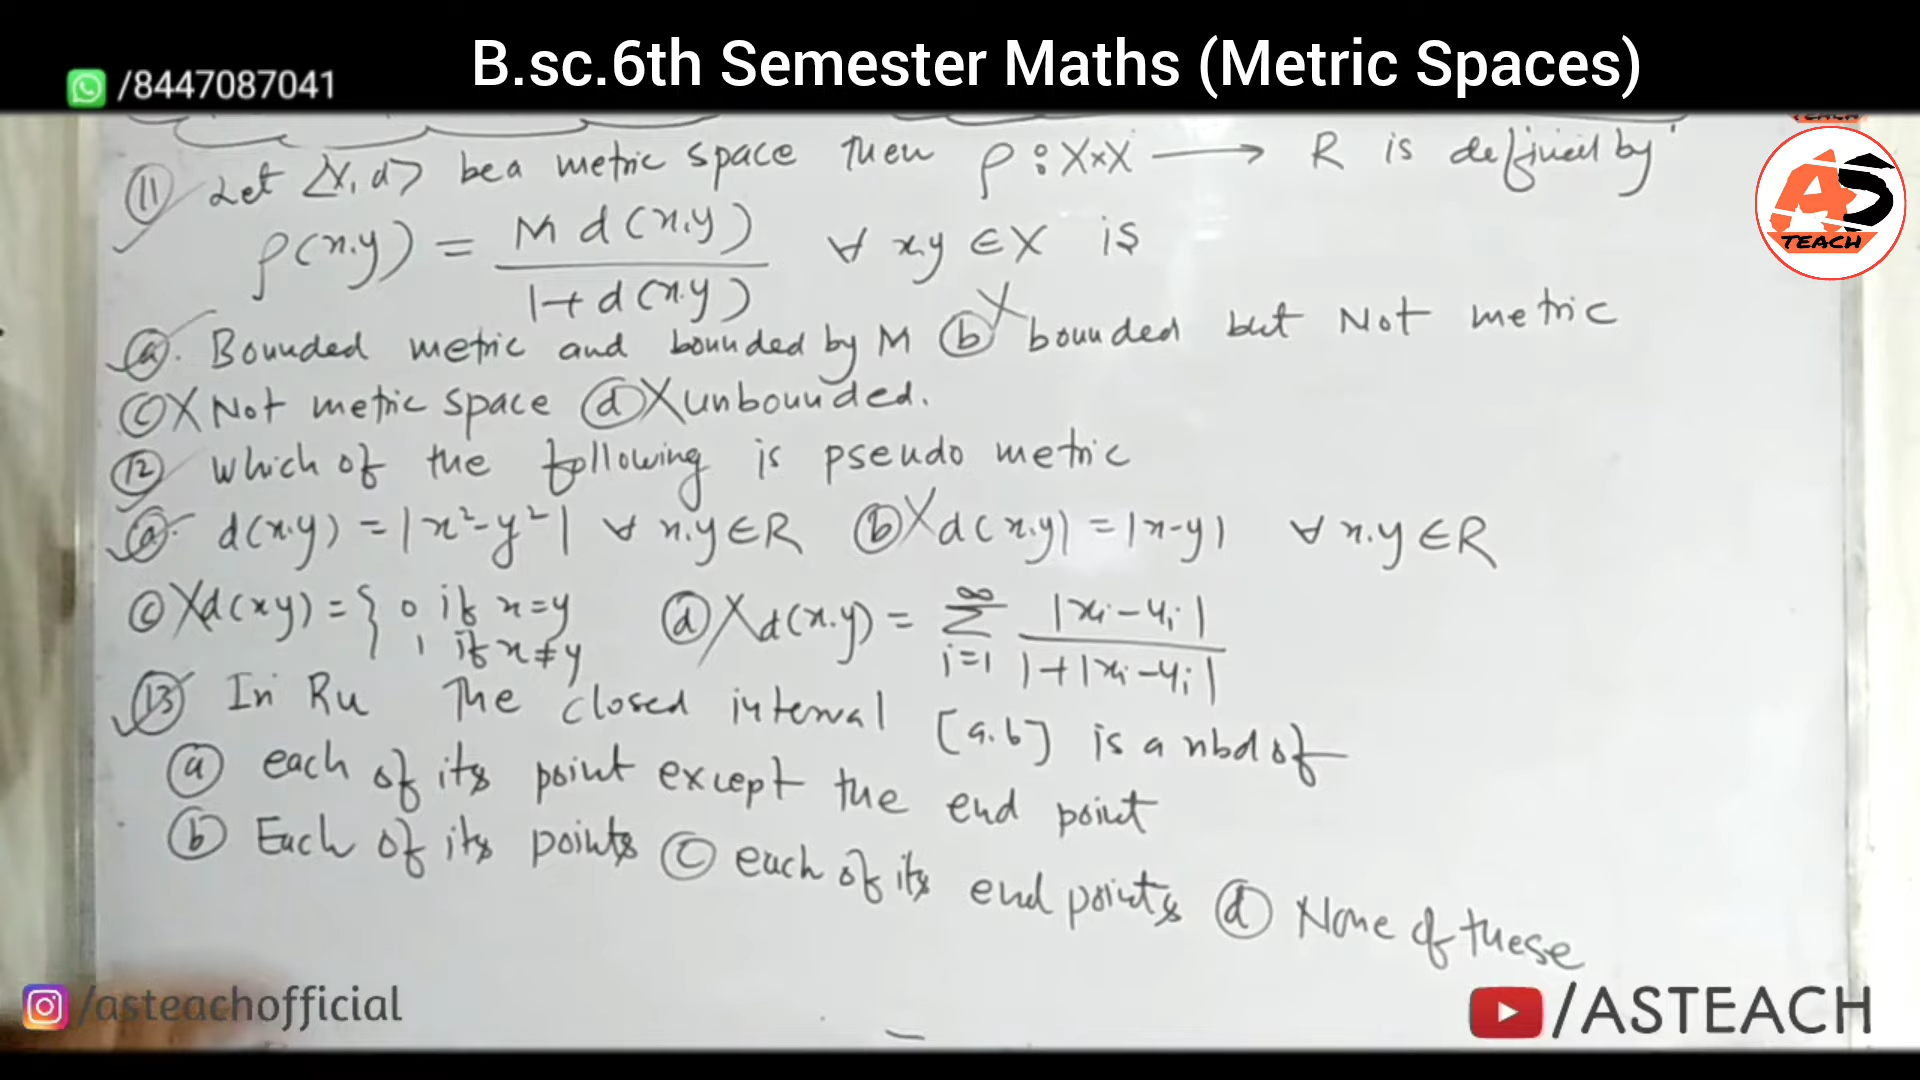 B.sc.6th Semester Maths (Metric Spaces)
/8447087041
TEACH
AS
TEACH
(11) Let <X, d> be a metric space then ρ : X×X ⟶ R is defined by
ρ(x,y) = M d(x,y) / 1+d(x,y) ∀ x,y ∈ X is
(a). Bounded metric and bounded by M (b) X bounded but Not metric
(c) X Not metric space (d) X unbounded.
(12) which of the following is pseudo metric
(a) d(x,y) = |x²-y²| ∀ x,y ∈ R (b) X d(x,y) = |x-y| ∀ x,y ∈ R
(c) X d(x y) = { 0 if x=y 1 if x≠y (d) X d(x,y) = ∞ Σ i=1 |xi-yi| / 1+|xi-yi|
(13) In Ru The closed interval [a,b] is a nbd of
(a) each of its point except the end point
(b) Each of its points (c) each of its end points (d) None of these
/asteachofficial
/ASTEACH